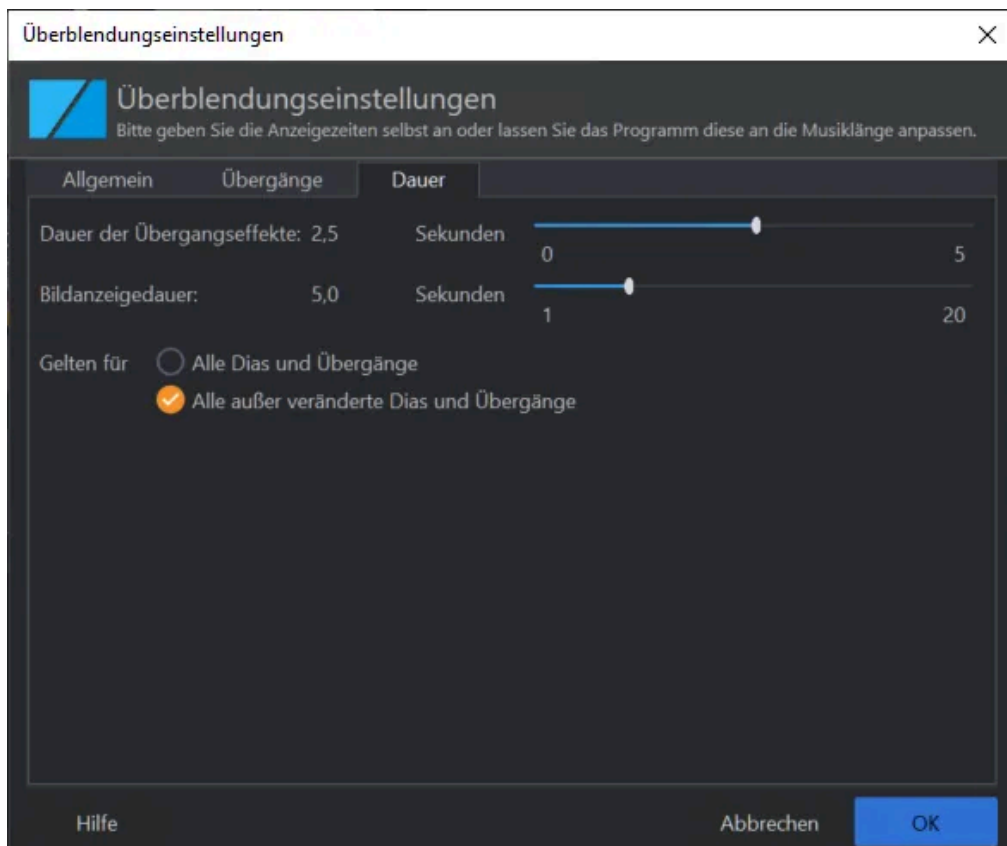 Überblendungseinstellungen
Überblendungseinstellungen
Bitte geben Sie die Anzeigezeiten selbst an oder lassen Sie das Programm diese an die Musiklänge anpassen.
Allgemein Übergänge Dauer
Dauer der Übergangseffekte: 2,5 Sekunden
0 5
Bildanzeigedauer: 5,0 Sekunden
1 20
Gelten für Alle Dias und Übergänge
Alle außer veränderte Dias und Übergänge
Hilfe Abbrechen OK